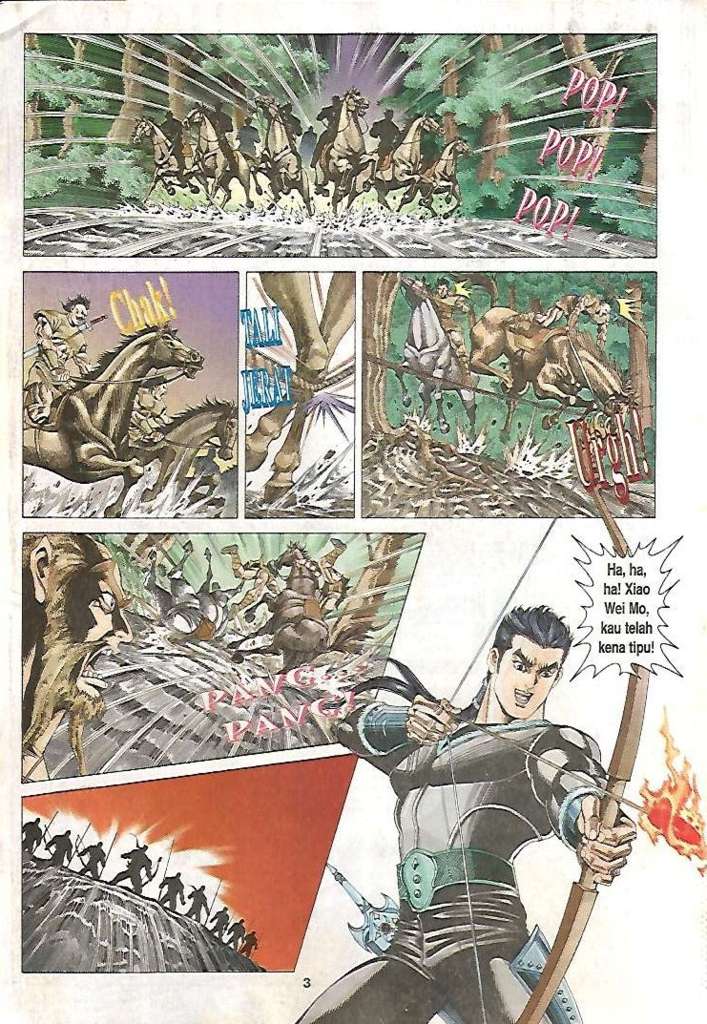 POP!
POP!
POP!
Chak!
TALI
JERAT
Urgh!
Ha, ha,
ha! Xiao
Wei Mo,
kau telah
kena tipu!
PANG
PANG!
3